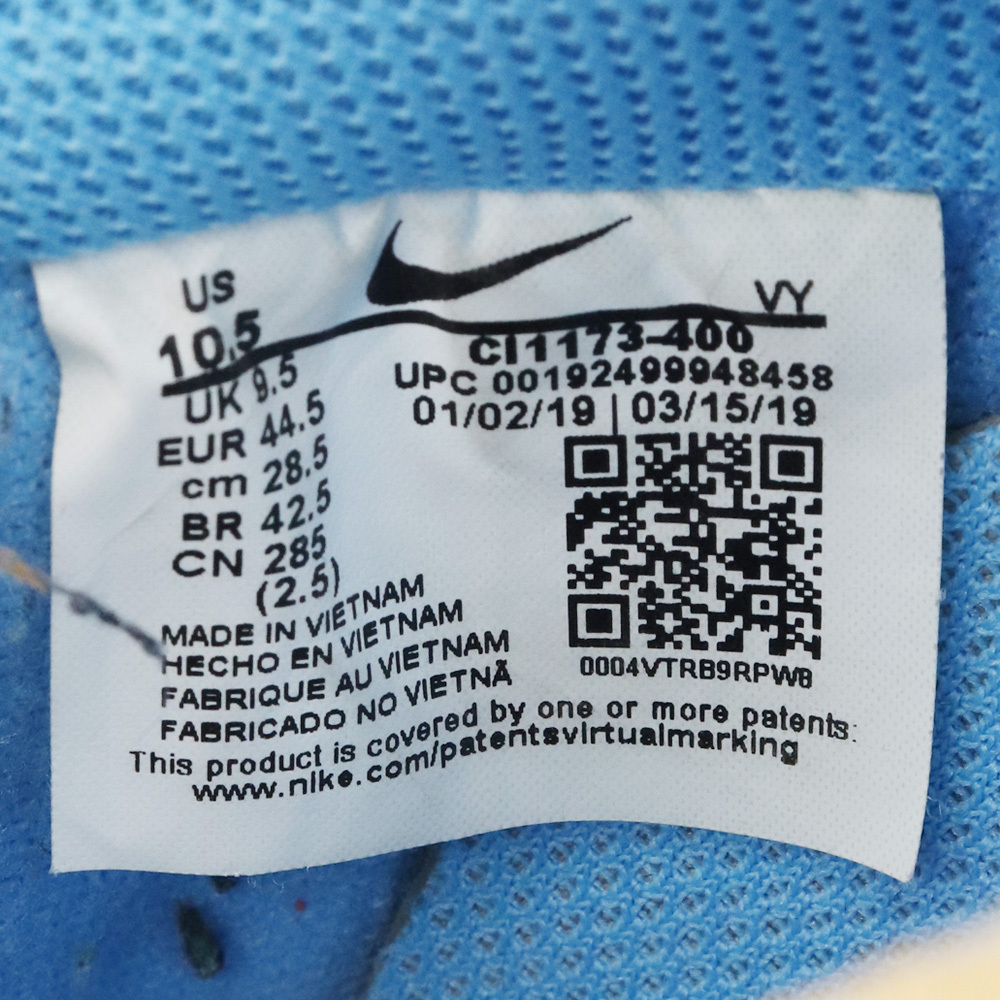 US
10.5
UK 9.5
EUR 44.5
cm 28.5
BR 42.5
CN 285
(2.5)
VY
CI1173-400
UPC 00192499948458
01/02/19 | 03/15/19
0004VTRB9RPW8
MADE IN VIETNAM
HECHO EN VIETNAM
FABRIQUE AU VIETNAM
FABRICADO NO VIETNÃ
This product is covered by one or more patents:
www.nike.com/patentsvirtualmarking